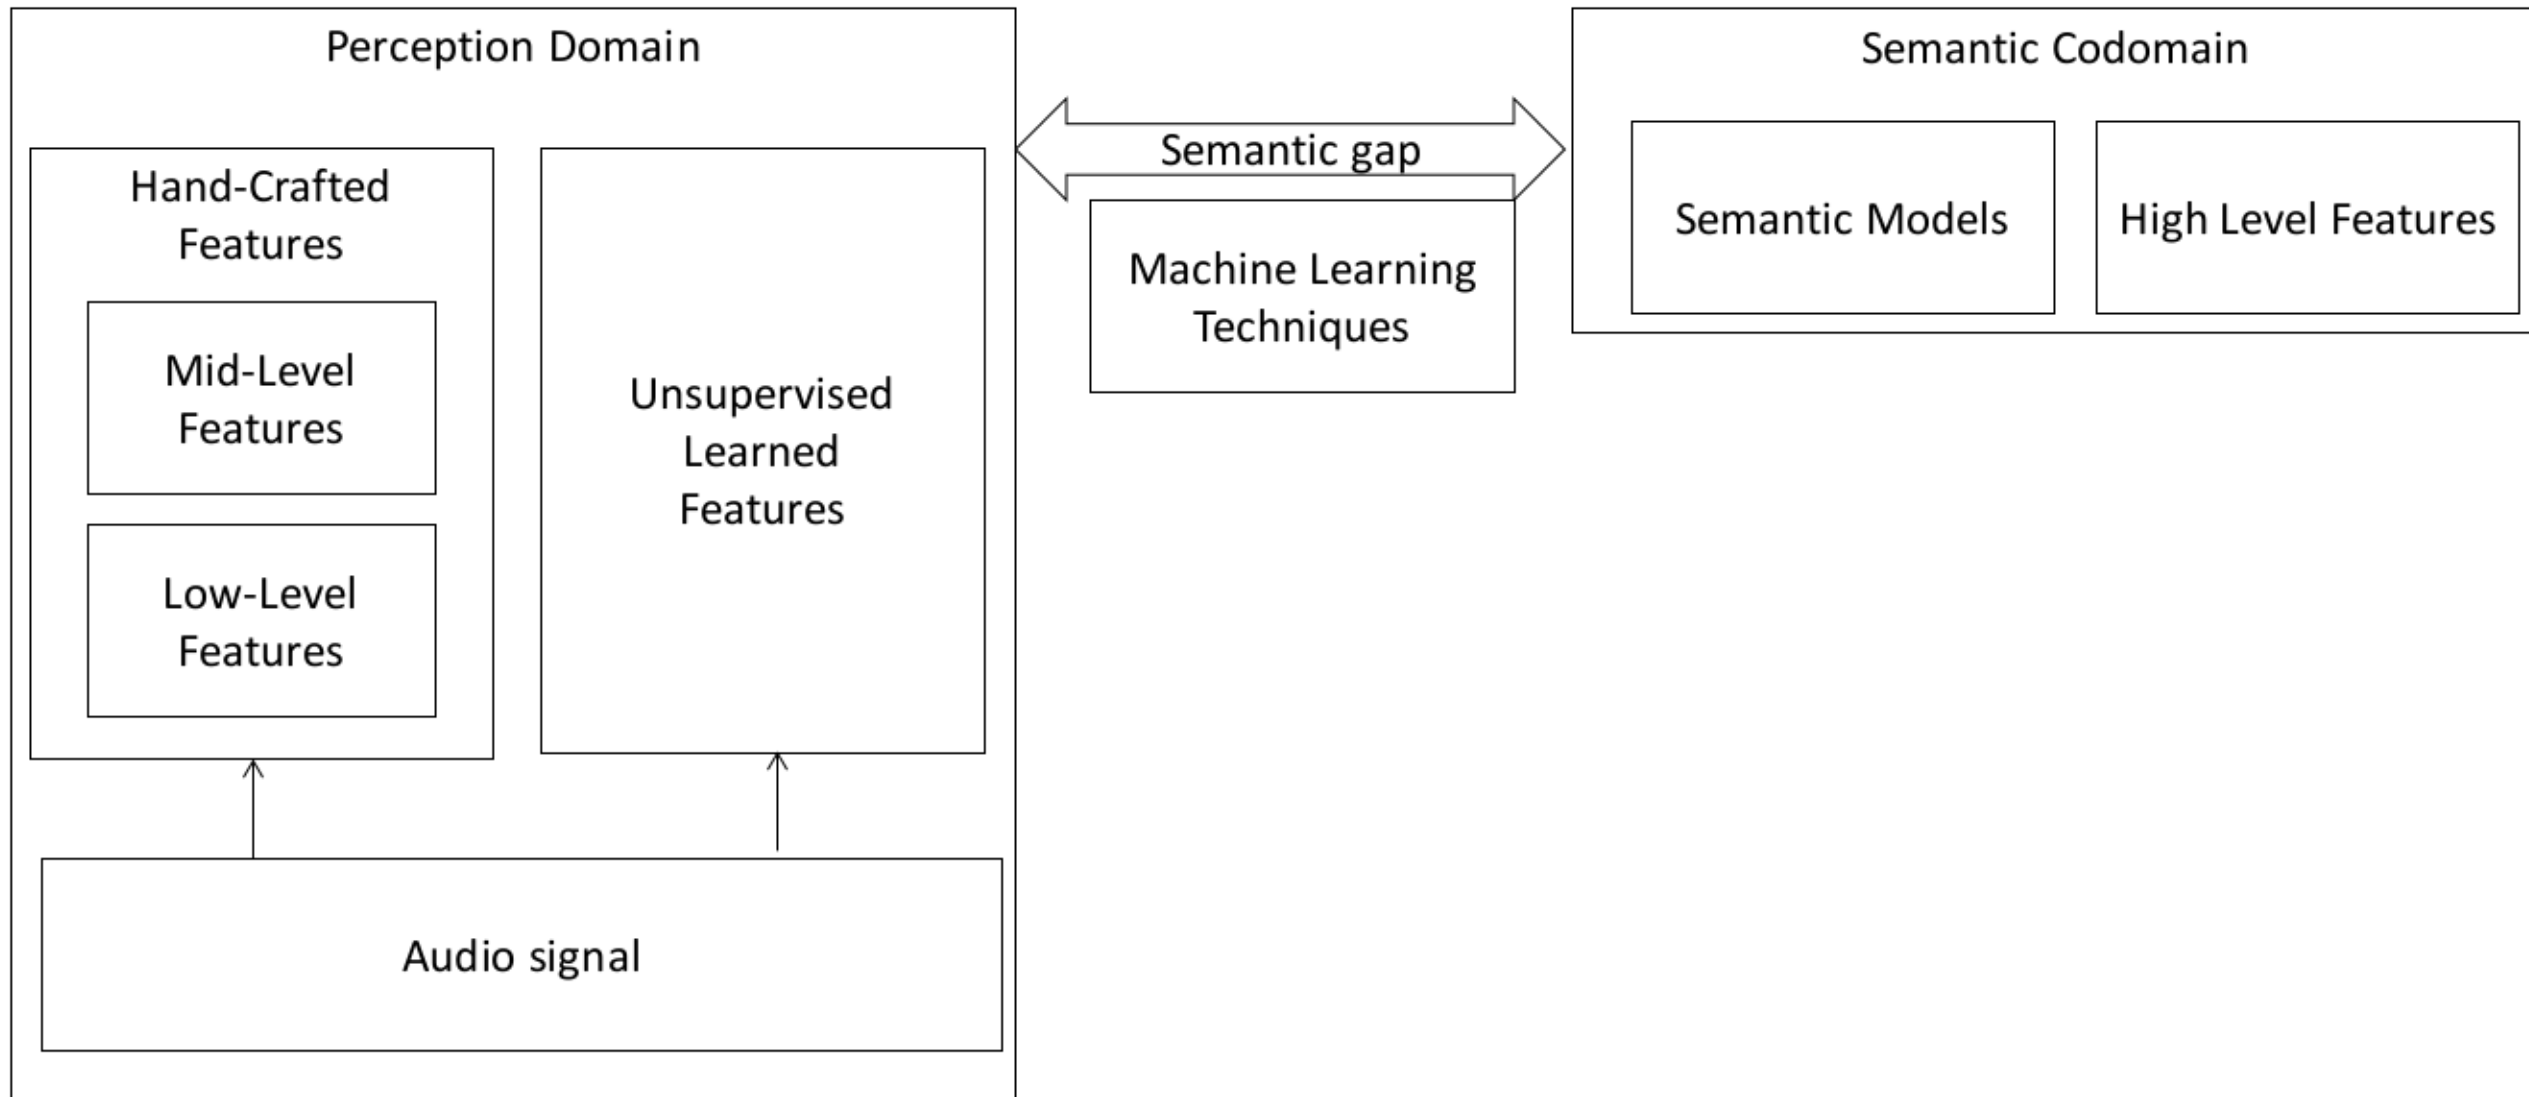 Perception Domain
Hand-Crafted
Features
Mid-Level
Features
Low-Level
Features
Unsupervised
Learned
Features
Audio signal
Semantic gap
Machine Learning
Techniques
Semantic Codomain
Semantic Models
High Level Features